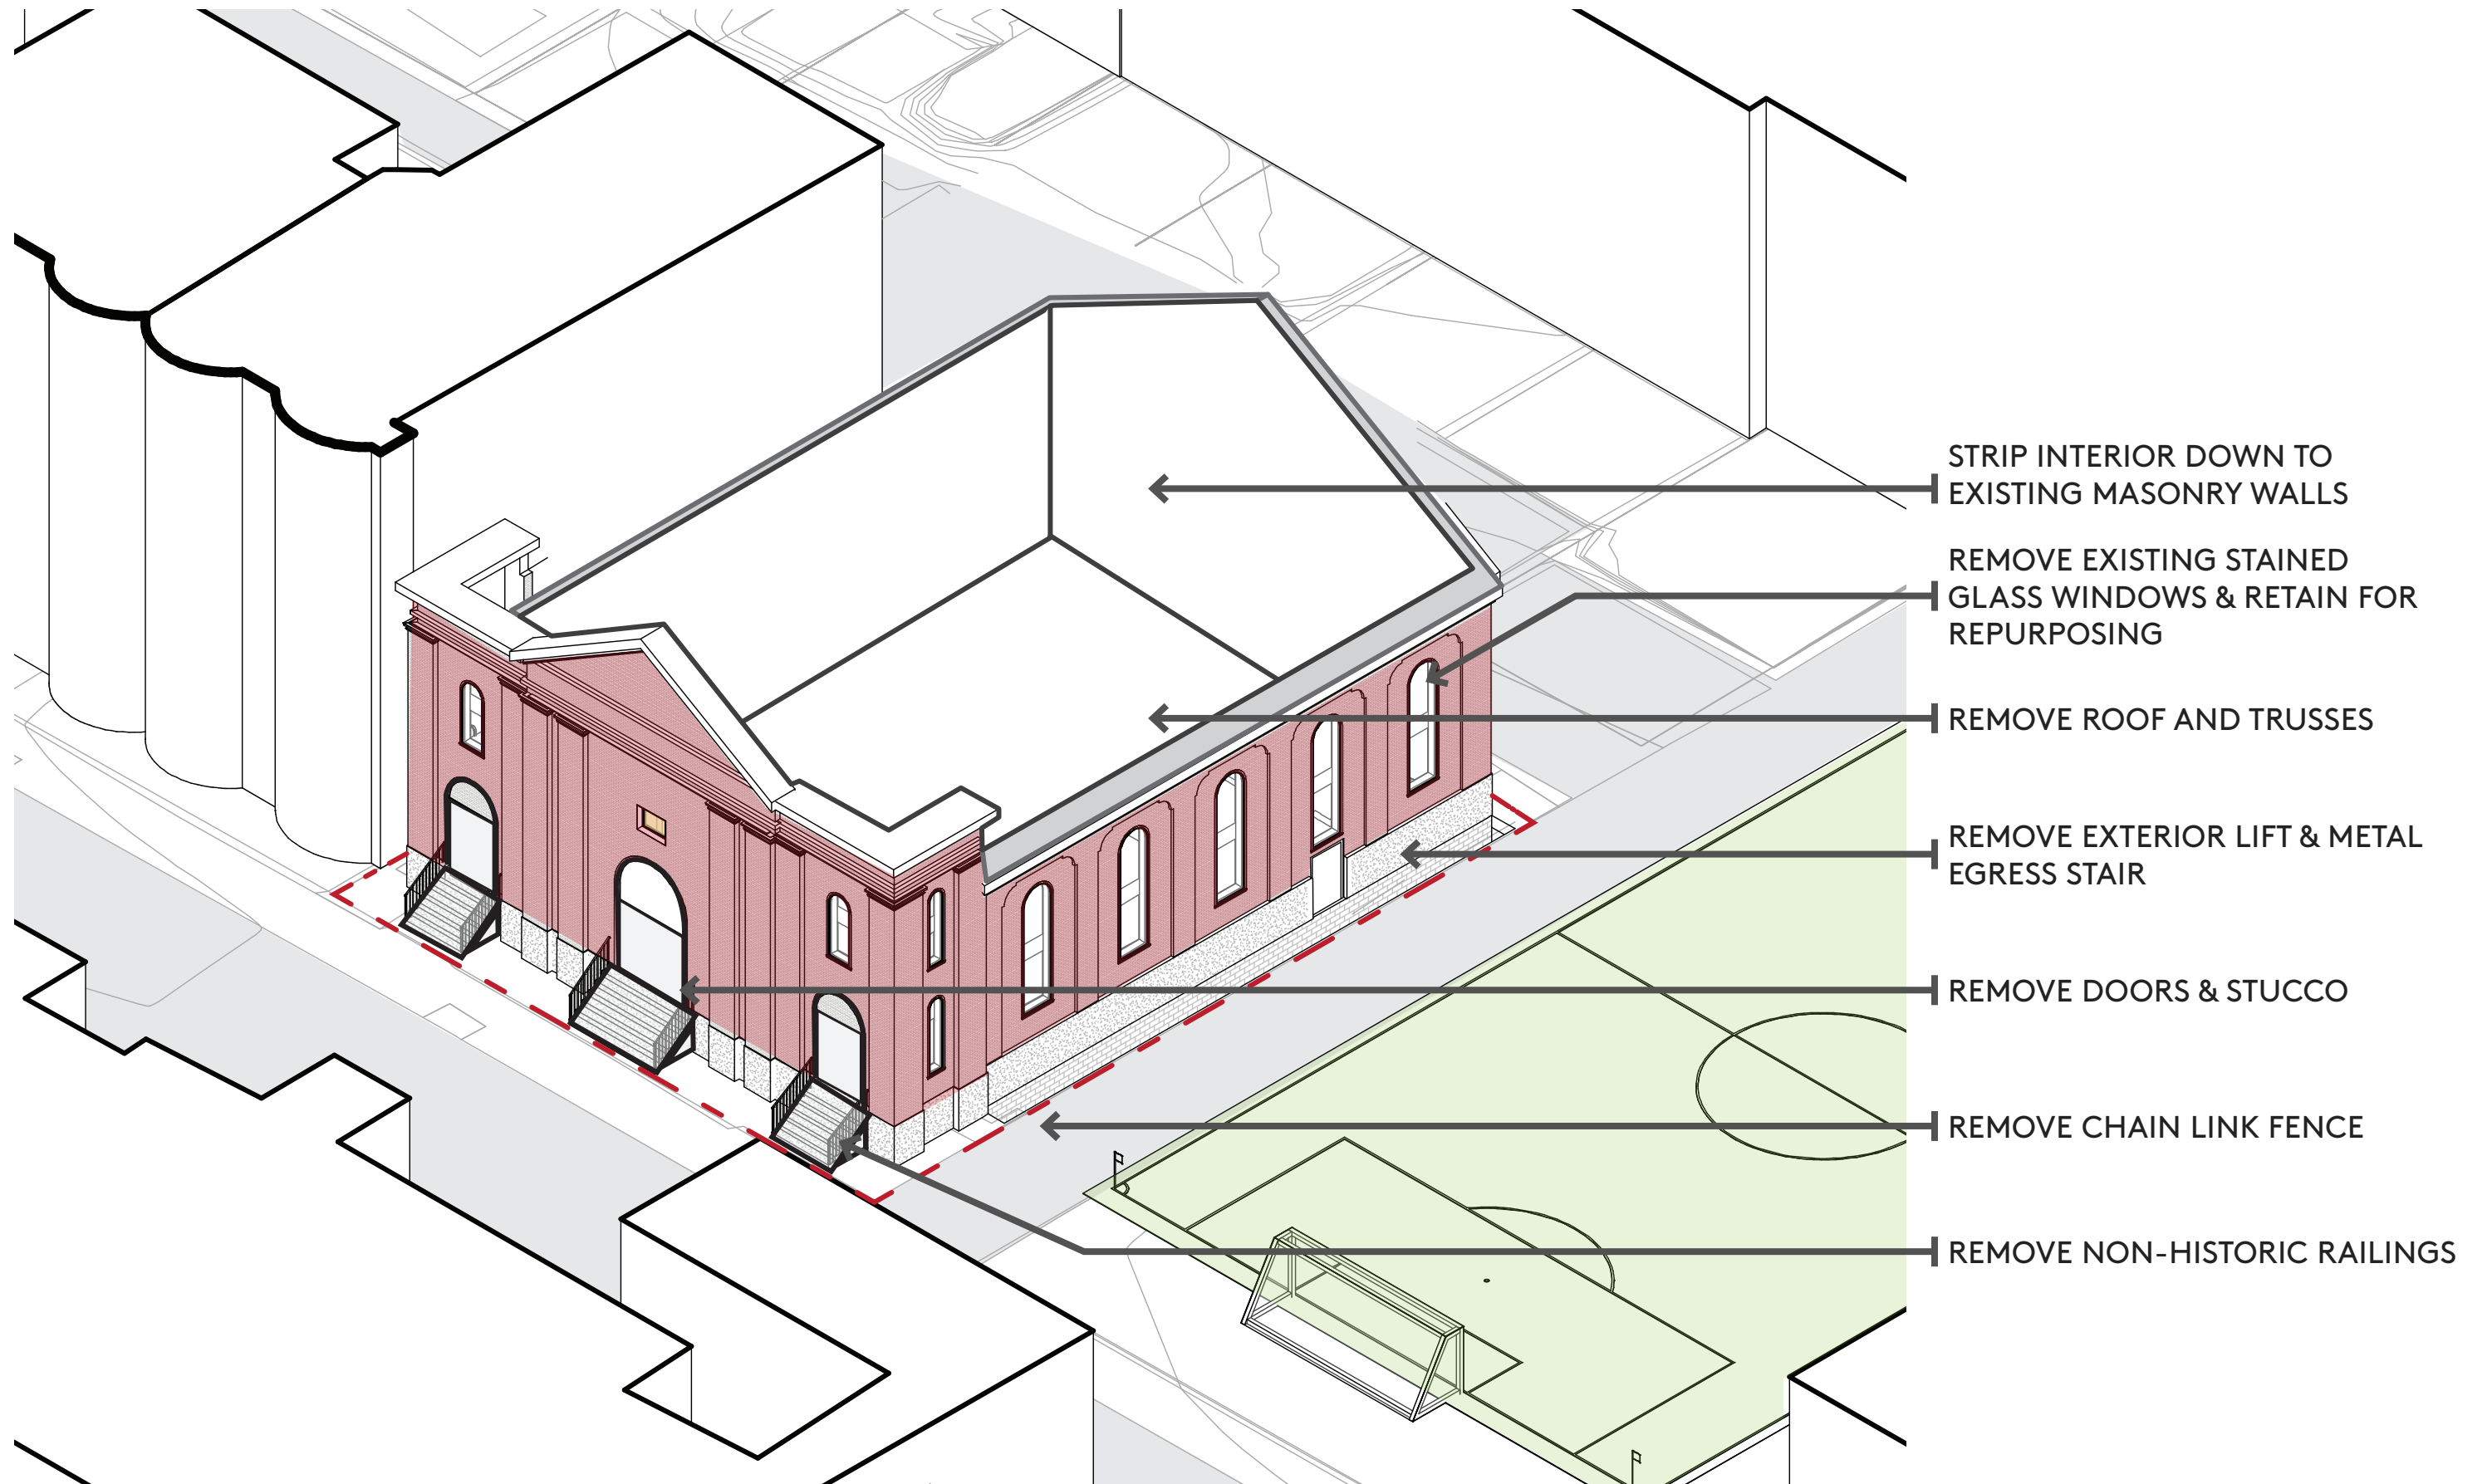 STRIP INTERIOR DOWN TO
EXISTING MASONRY WALLS
REMOVE EXISTING STAINED
GLASS WINDOWS & RETAIN FOR
REPURPOSING
REMOVE ROOF AND TRUSSES
REMOVE EXTERIOR LIFT & METAL
EGRESS STAIR
REMOVE DOORS & STUCCO
REMOVE CHAIN LINK FENCE
REMOVE NON-HISTORIC RAILINGS